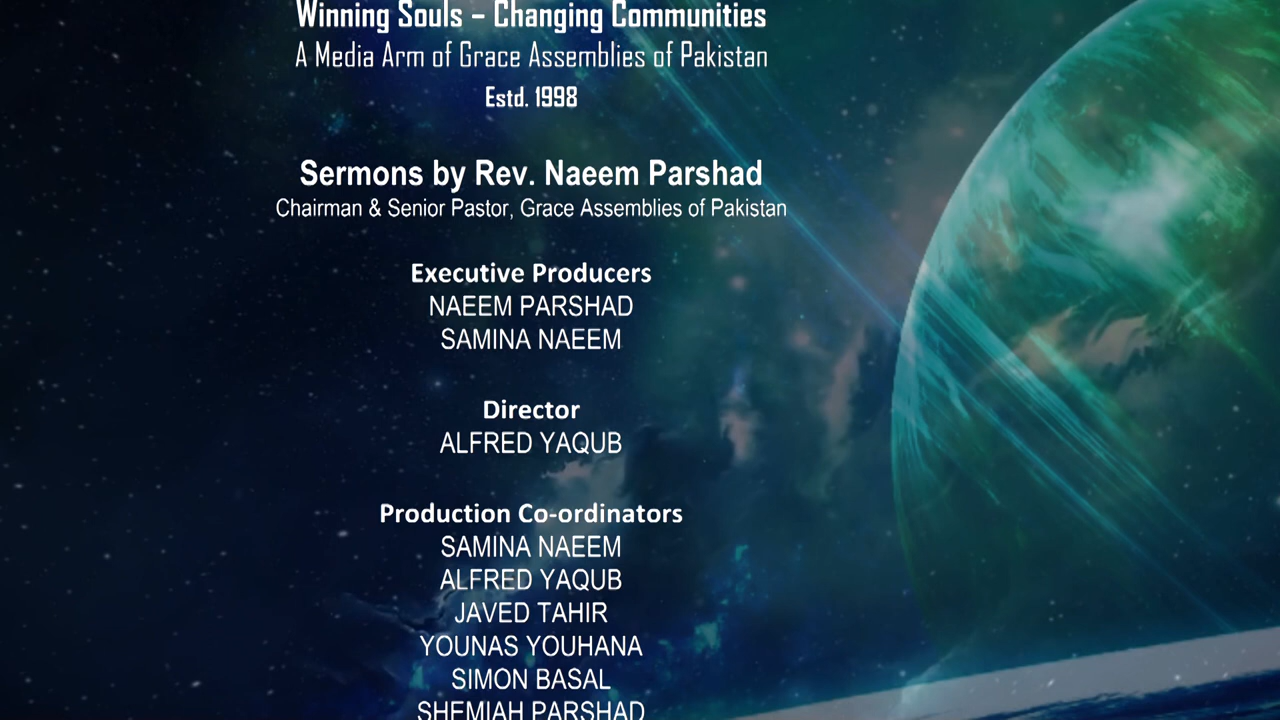 Winning Souls – Changing Communities
A Media Arm of Grace Assemblies of Pakistan
Estd. 1998
Sermons by Rev. Naeem Parshad
Chairman & Senior Pastor, Grace Assemblies of Pakistan
Executive Producers
NAEEM PARSHAD
SAMINA NAEEM
Director
ALFRED YAQUB
Production Co-ordinators
SAMINA NAEEM
ALFRED YAQUB
JAVED TAHIR
YOUNAS YOUHANA
SIMON BASAL
SHEMIAH PARSHAD